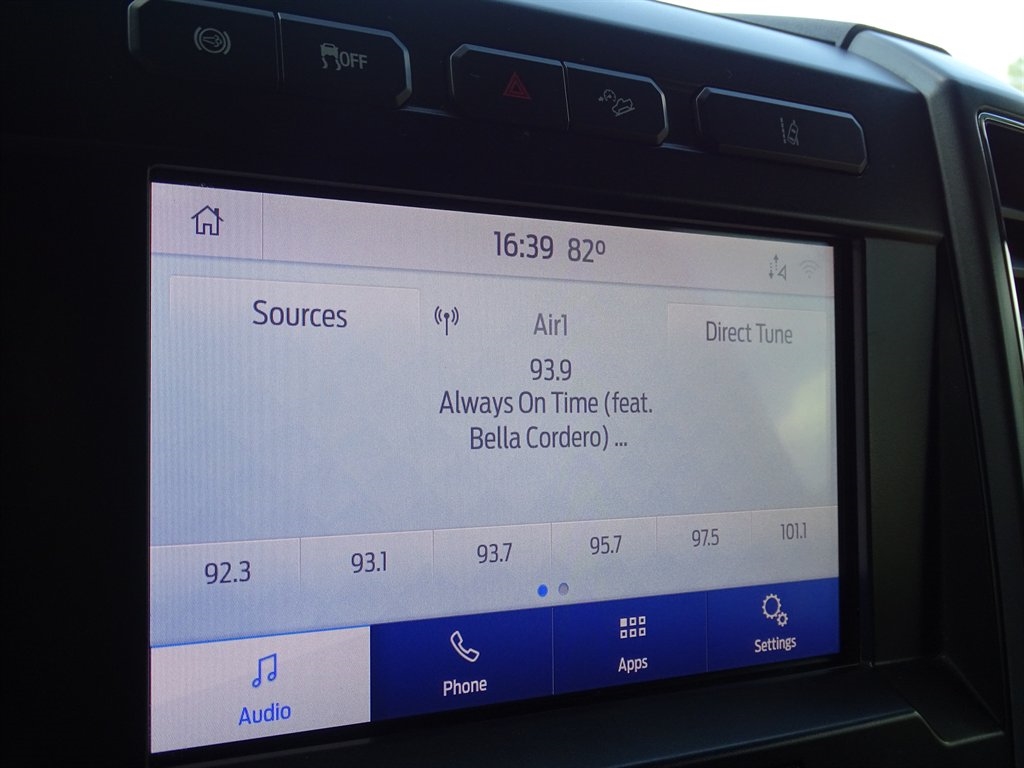 OFF
16:39 82º
Sources
Air1
Direct Tune
93.9
Always On Time (feat.
Bella Cordero) ...
92.3
93.1
93.7
95.7
97.5
101.1
Audio
Phone
Apps
Settings